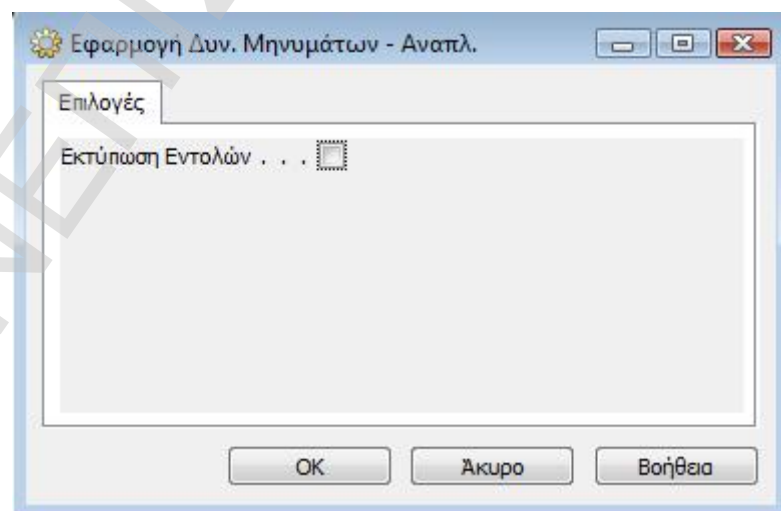 Εφαρμογή Δυν. Μηνυμάτων - Αναπλ.
Επιλογές
Εκτύπωση Εντολών . . .
OK Άκυρο Βοήθεια